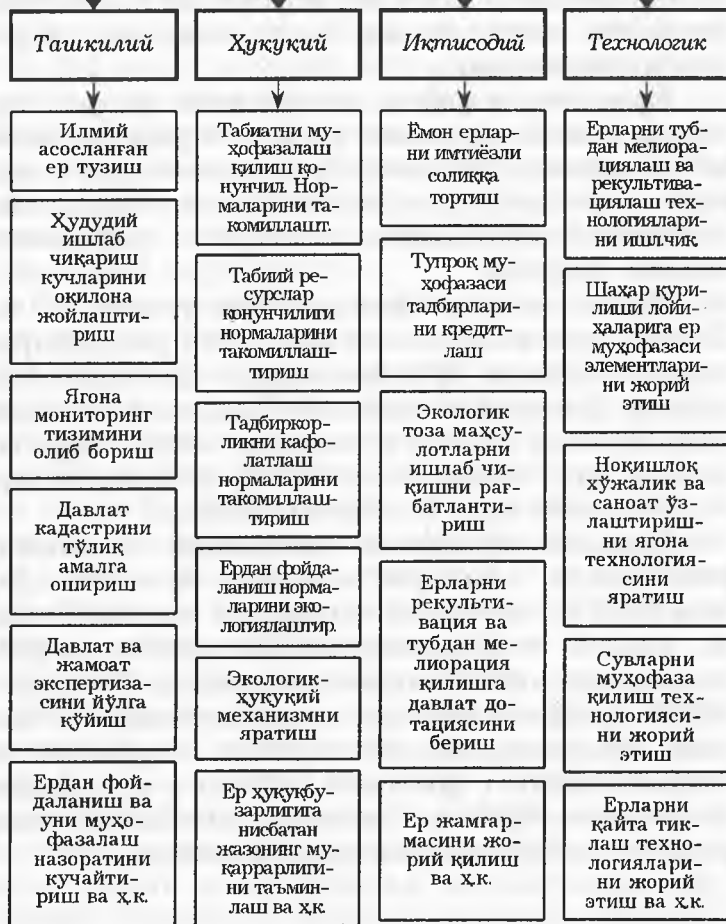 Ташкилий
Илмий
асосланган
ер тузиш
Ҳудудий
ишлаб
чиқариш
кучларини
оқилона
жойлашти-
риш
Ягона
мониторинг
тизимини
олиб бориш
Давлат
кадастрини
тўлиқ
амалга
ошириш
Давлат ва
жамоат
экспертиза-
сини йўлга
қўйиш
Ердан фой-
даланиш ва
уни муҳо-
фазалаш
назоратини
кучайти-
риш ва ҳ.к.
Ҳуқуқий
Табиатни му-
ҳофазалаш
қилиш қо-
нунчил. Нор-
маларини та-
комиллашт.
Табиий ре-
сурслар
қонунчилиги
нормаларини
такомиллаш-
тириш
Тадбиркор-
ликни кафо-
латлаш
нормаларини
такомиллаш-
тириш
Ердан фойда-
ланиш норма-
ларини эко-
логиялаштир.
Экологик-
ҳуқуқий
механизмни
яратиш
Ер ҳуқуқбу-
зарлигига
нисбатан
жазонинг му-
қаррарлиги-
ни таъмин-
лаш ва ҳ.к
Иқтисодий
Ёмон ерлар-
ни имтиёзли
солиққа
тортиш
Тупроқ му-
ҳофазаси
тадбирлари-
ни кредит-
лаш
Экологик
тоза маҳсу-
лотларни
ишлаб чи-
қишни рағ-
батланти-
риш
Ерларни
рекульти-
вация ва
тубдан ме-
лиорация
қилишга
давлат до-
тациясини
бериш
Ер жамғар-
масини жо-
рий қилиш
ва ҳ.к.
Технологик
Ерларни туб-
дан мелиора-
циялаш ва
рекультива-
циялаш тех-
нологиялари-
ни ишл.чиқ.
Шаҳар қури-
лиши лойи-
ҳаларига ер
муҳофазаси
элементлари-
ни жорий
этиш
Ноқишлоқ
хўжалик ва
саноат ўз-
лаштириш-
ни ягона
технология-
сини
яратиш
Сувларни
муҳофаза
қилиш тех-
нологияси-
ни жорий
этиш
Ерларни
қайта тик-
лаш техно-
логиялари-
ни жорий
этиш ва ҳ.к.